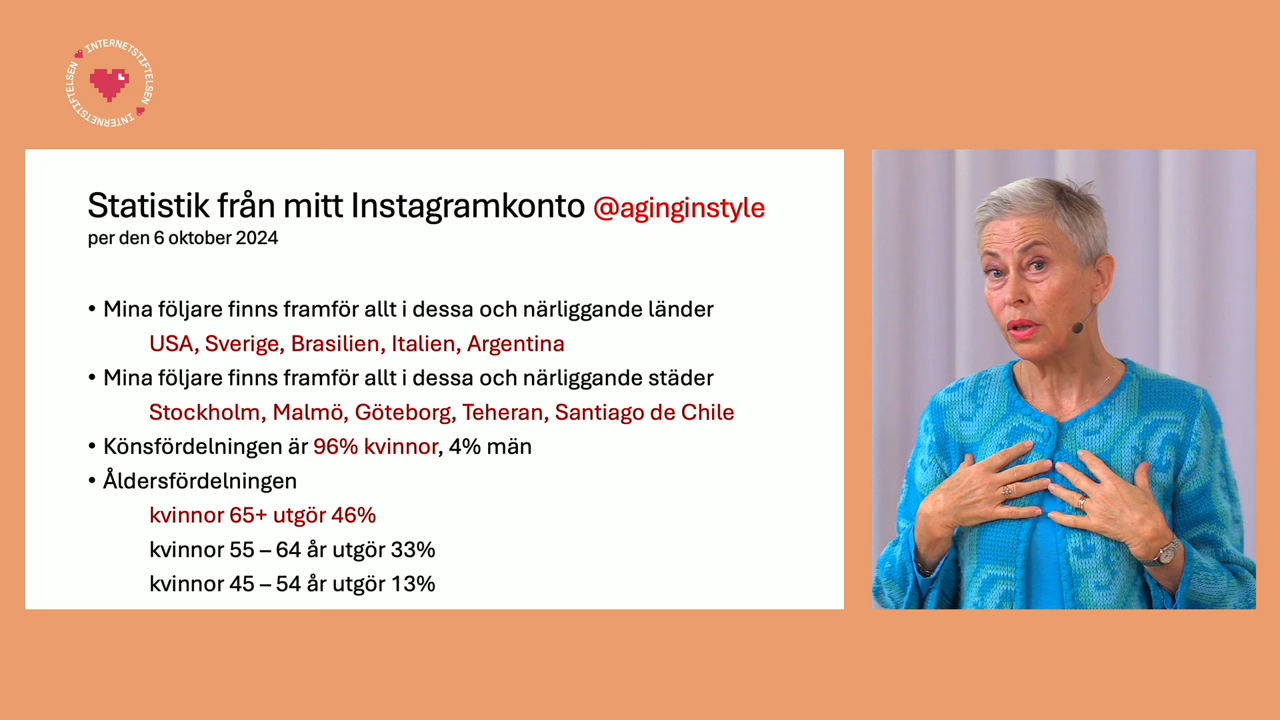 INTERNETSTIFTELSEN INTERNETSTIFTELSEN
Statistik från mitt Instagramkonto @aginginstyle
per den 6 oktober 2024
• Mina följare finns framför allt i dessa och närliggande länder
USA, Sverige, Brasilien, Italien, Argentina
• Mina följare finns framför allt i dessa och närliggande städer
Stockholm, Malmö, Göteborg, Teheran, Santiago de Chile
• Könsfördelningen är 96% kvinnor, 4% män
• Åldersfördelningen
kvinnor 65+ utgör 46%
kvinnor 55 – 64 år utgör 33%
kvinnor 45 – 54 år utgör 13%